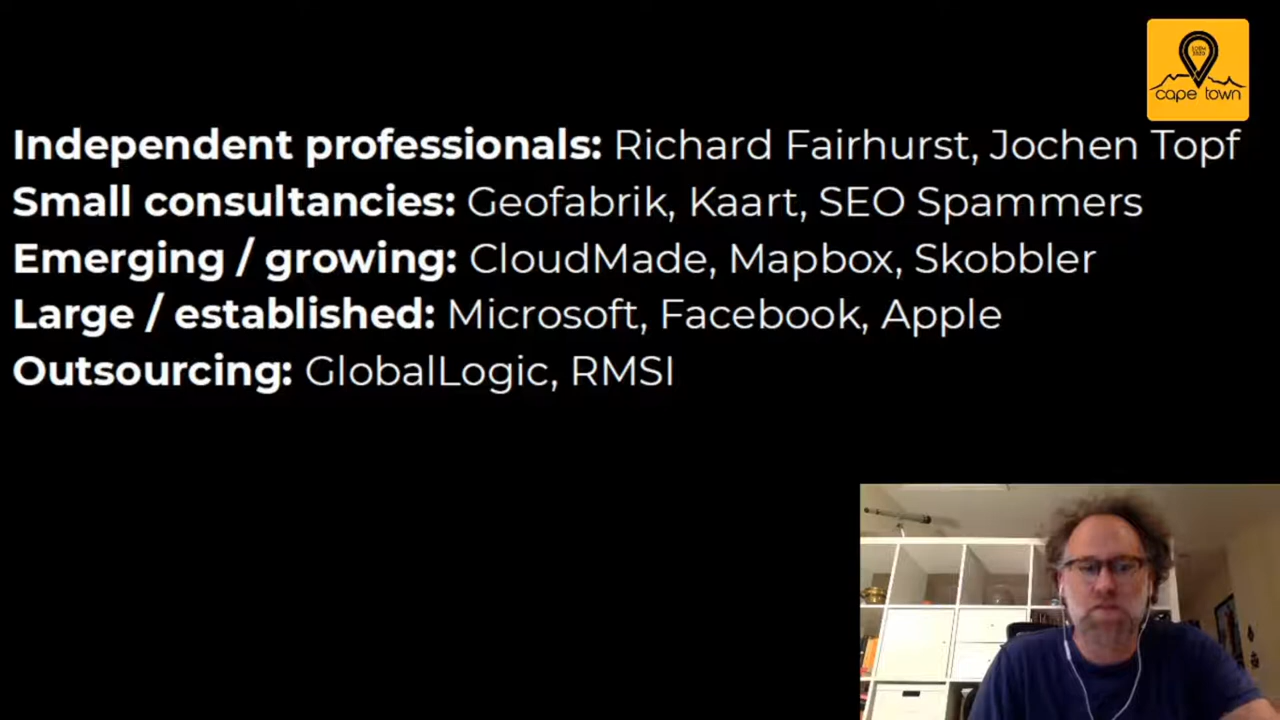 cape town
Independent professionals: Richard Fairhurst, Jochen Topf
Small consultancies: Geofabrik, Kaart, SEO Spammers
Emerging / growing: CloudMade, Mapbox, Skobbler
Large / established: Microsoft, Facebook, Apple
Outsourcing: GlobalLogic, RMSI